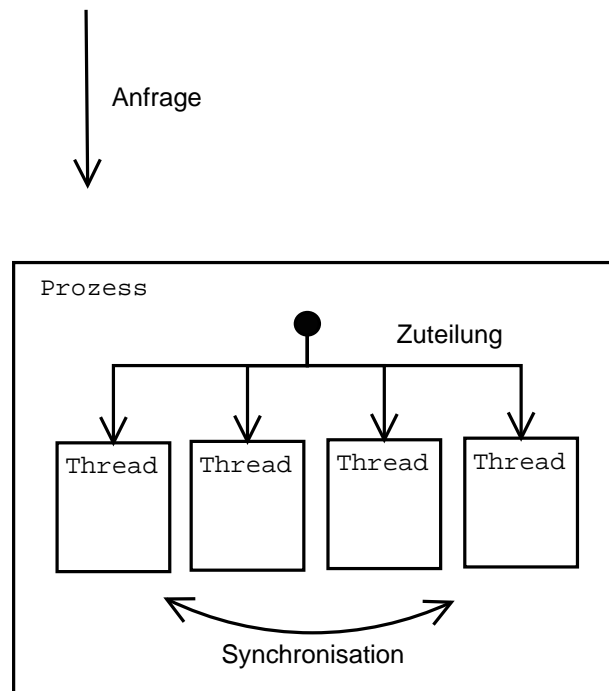 Anfrage
Prozess
Zuteilung
Thread
Thread
Thread
Thread
Synchronisation